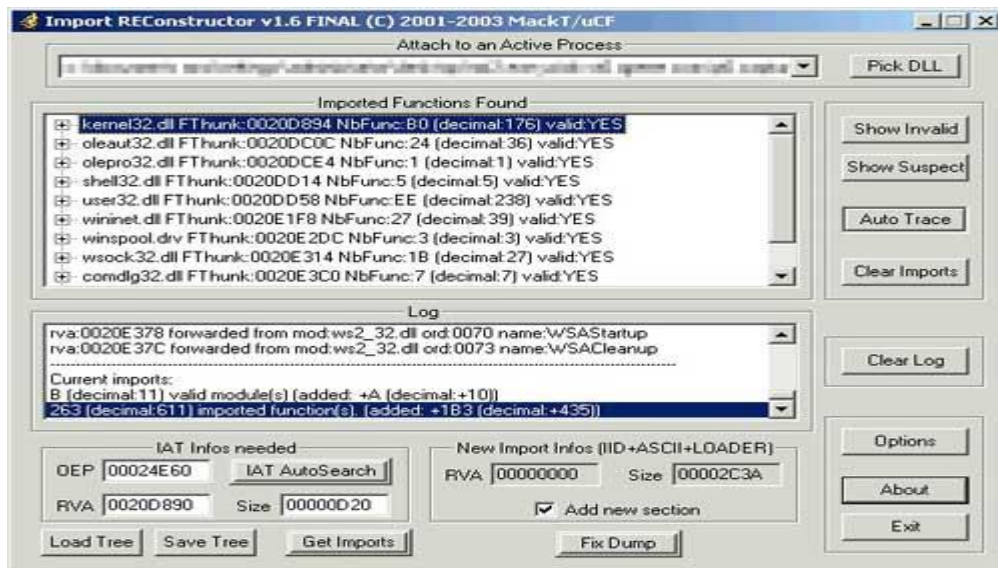 Import REConstructor v1.6 FINAL (C) 2001-2003 MackT/uCF
Attach to an Active Process
Pick DLL
Imported Functions Found
kernel32.dll FThunk:0020D894 NbFunc:B0 (decimal:176) valid:YES
oleaut32.dll FThunk:0020DC0C NbFunc:24 (decimal:36) valid:YES
olepro32.dll FThunk:0020DCE4 NbFunc:1 (decimal:1) valid:YES
shell32.dll FThunk:0020DD14 NbFunc:5 (decimal:5) valid:YES
user32.dll FThunk:0020DD58 NbFunc:EE (decimal:238) valid:YES
wininet.dll FThunk:0020E1F8 NbFunc:27 (decimal:39) valid:YES
winspool.drv FThunk:0020E2DC NbFunc:3 (decimal:3) valid:YES
wsock32.dll FThunk:0020E314 NbFunc:1B (decimal:27) valid:YES
comdlg32.dll FThunk:0020E3C0 NbFunc:7 (decimal:7) valid:YES
Show Invalid
Show Suspect
Auto Trace
Clear Imports
Log
rva:0020E378 forwarded from mod:ws2_32.dll ord:0070 name:WSAStartup
rva:0020E37C forwarded from mod:ws2_32.dll ord:0073 name:WSACleanup
Current imports:
B (decimal:11) valid module(s) (added: +A (decimal:+10))
263 (decimal:611) imported function(s). (added: +1B3 (decimal:+435))
Clear Log
IAT Infos needed
OEP 00024E60 IAT AutoSearch
RVA 0020D890 Size 00000D20
New Import Infos (IID+ASCII+LOADER)
RVA 00000000 Size 00002C3A
Add new section
Options
About
Exit
Load Tree Save Tree Get Imports Fix Dump